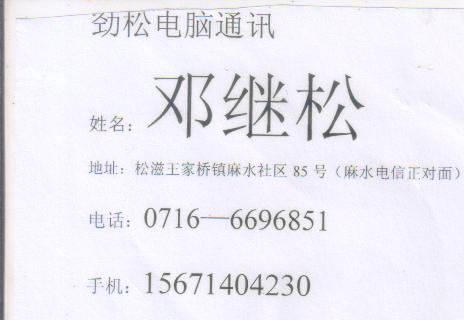 劲松电脑通讯
姓名：邓继松
地址：松滋王家桥镇麻水社区 85 号（麻水电信正对面）
电话：0716—6696851
手机：15671404230